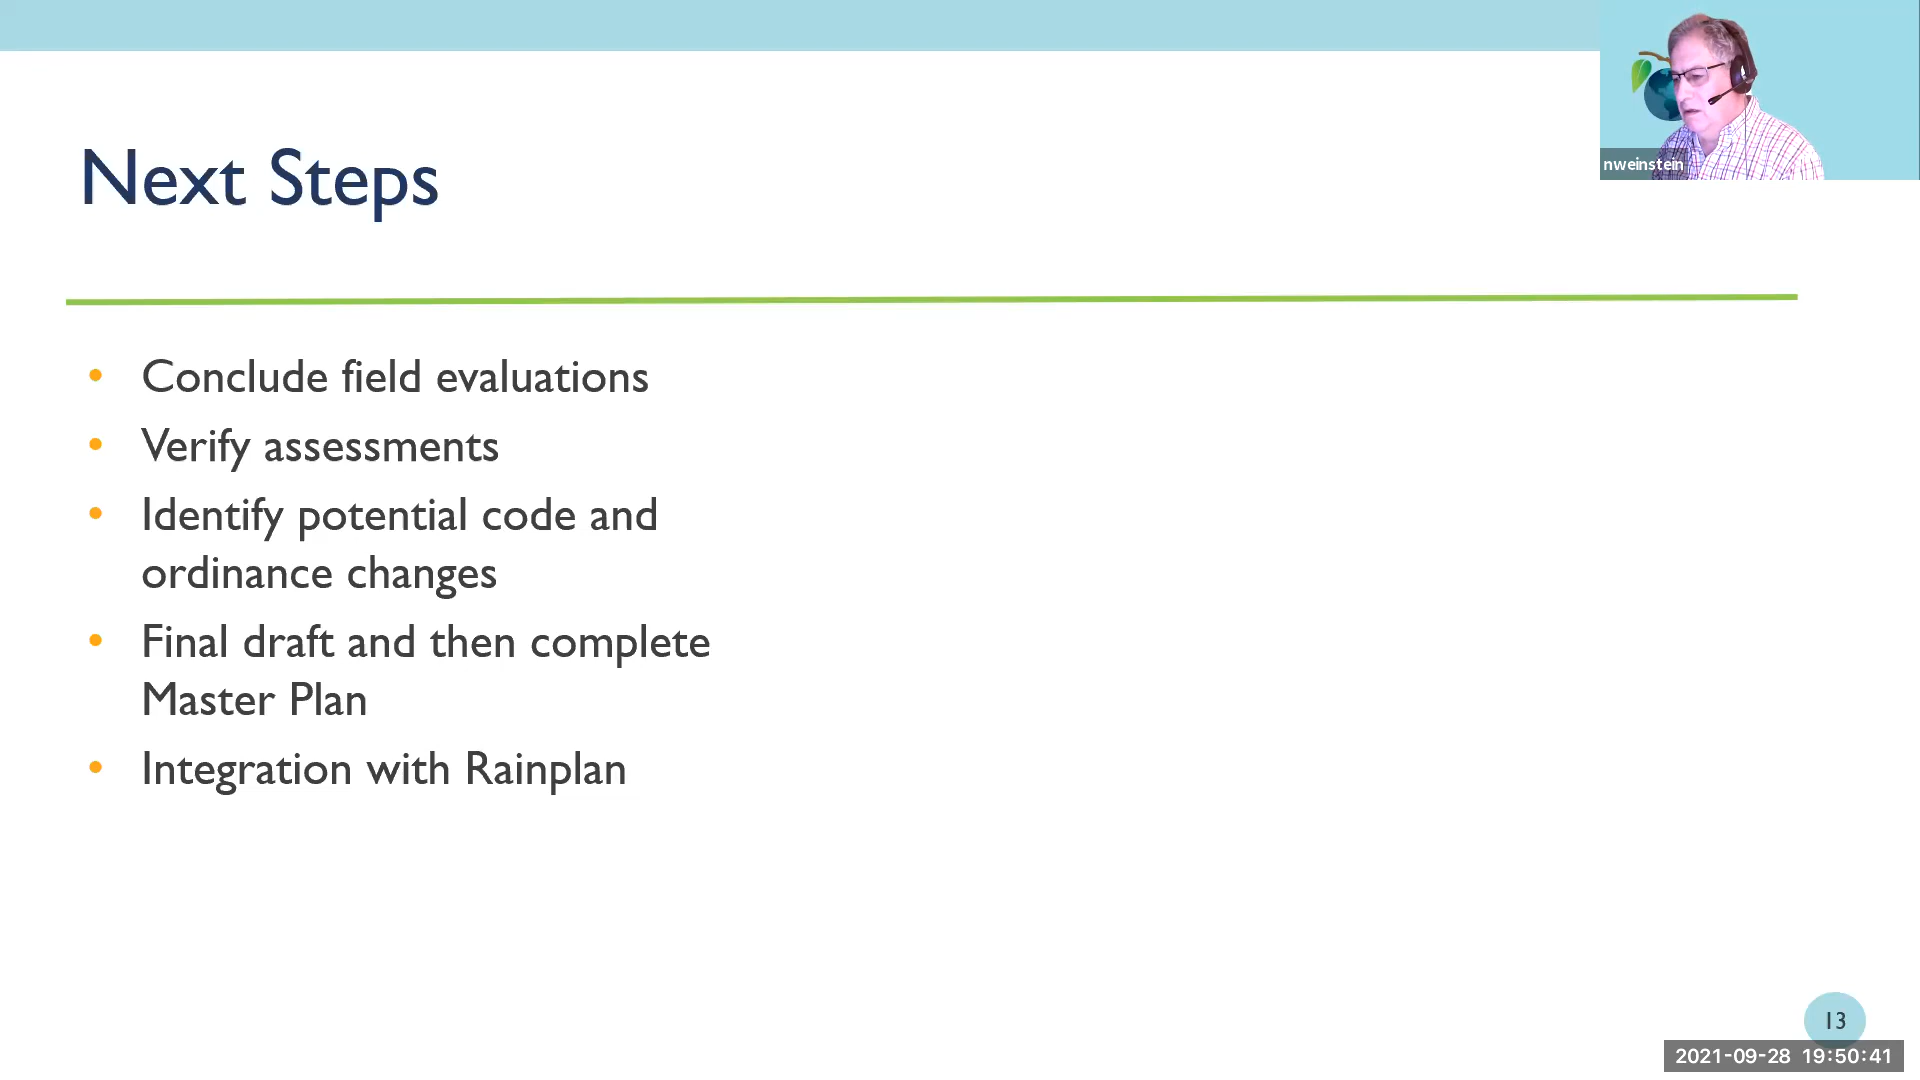 nweinstein
Next Steps
• Conclude field evaluations
• Verify assessments
• Identify potential code and
ordinance changes
• Final draft and then complete
Master Plan
• Integration with Rainplan
13
2021-09-28 19:50:41